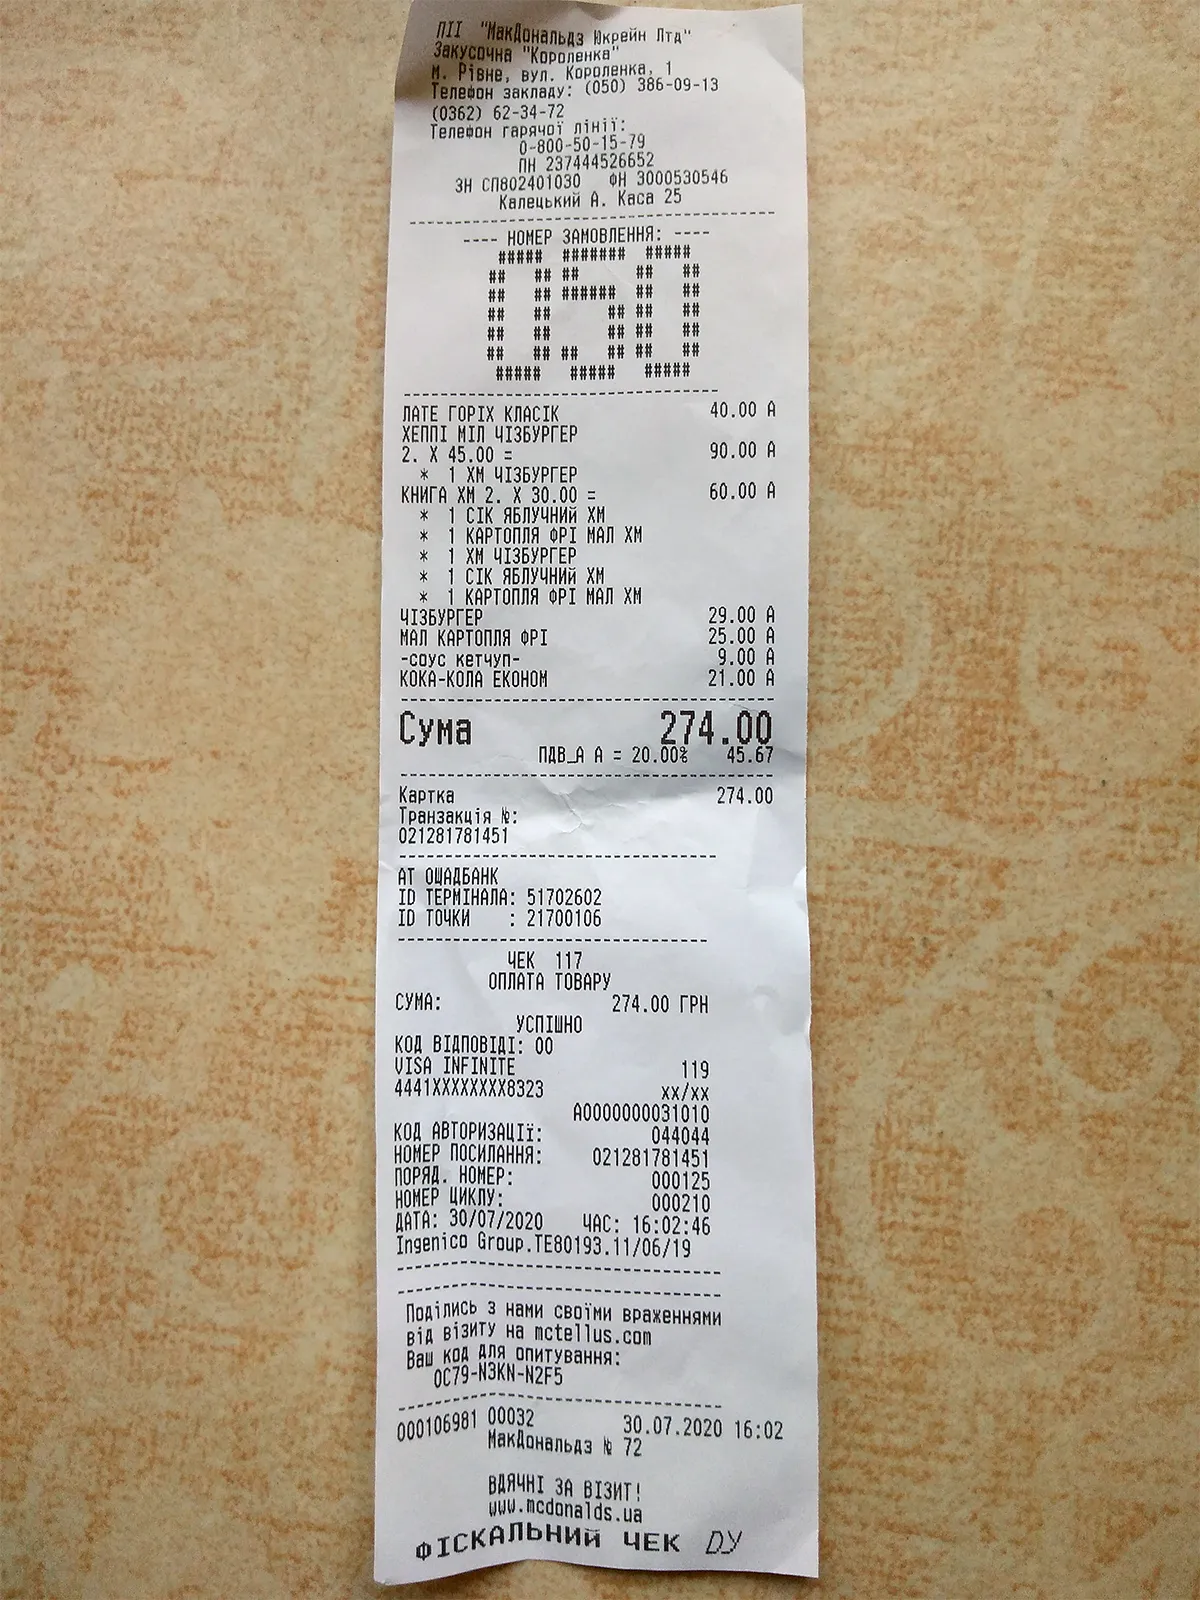 ПІІ "МакДональдз Юкрейн Лтд"
Закусочна "Короленка"
м. Рівне, вул. Короленка, 1
Телефон закладу: (050) 386-09-13
(0362) 62-34-72
Телефон гарячої лінії:
0-800-50-15-79
ПН 237444526652
ЗН СП802401030 ФН 3000530546
Калецький А. Каса 25
---- НОМЕР ЗАМОВЛЕННЯ: ----
050
ЛАТЕ ГОРІХ КЛАСІК 40.00 А
ХЕППІ МІЛ ЧІЗБУРГЕР
2. X 45.00 = 90.00 А
* 1 ХМ ЧІЗБУРГЕР
КНИГА ХМ 2. X 30.00 = 60.00 А
* 1 СІК ЯБЛУЧНИЙ ХМ
* 1 КАРТОПЛЯ ФРІ МАЛ ХМ
* 1 ХМ ЧІЗБУРГЕР
* 1 СІК ЯБЛУЧНИЙ ХМ
* 1 КАРТОПЛЯ ФРІ МАЛ ХМ
ЧІЗБУРГЕР 29.00 А
МАЛ КАРТОПЛЯ ФРІ 25.00 А
-соус кетчуп- 9.00 А
КОКА-КОЛА ЕКОНОМ 21.00 А
Сума 274.00
ПДВ_А А = 20.00% 45.67
Картка 274.00
Транзакція №:
021281781451
АТ ОЩАДБАНК
ID ТЕРМІНАЛА: 51702602
ID ТОЧКИ : 21700106
ЧЕК 117
ОПЛАТА ТОВАРУ
СУМА: 274.00 ГРН
УСПІШНО
КОД ВІДПОВІДІ: 00
VISA INFINITE 119
4441XXXXXXXX8323 xx/xx
A0000000031010
КОД АВТОРИЗАЦІЇ: 044044
НОМЕР ПОСИЛАННЯ: 021281781451
ПОРЯД. НОМЕР: 000125
НОМЕР ЦИКЛУ: 000210
ДАТА: 30/07/2020 ЧАС: 16:02:46
Ingenico Group.TE80193.11/06/19
Поділись з нами своїми враженнями
від візиту на mctellus.com
Ваш код для опитування:
0C79-N3KN-N2F5
000106981 00032 30.07.2020 16:02
МакДональдз № 72
ВДЯЧНІ ЗА ВІЗИТ!
www.mcdonalds.ua
ФІСКАЛЬНИЙ ЧЕК DУ